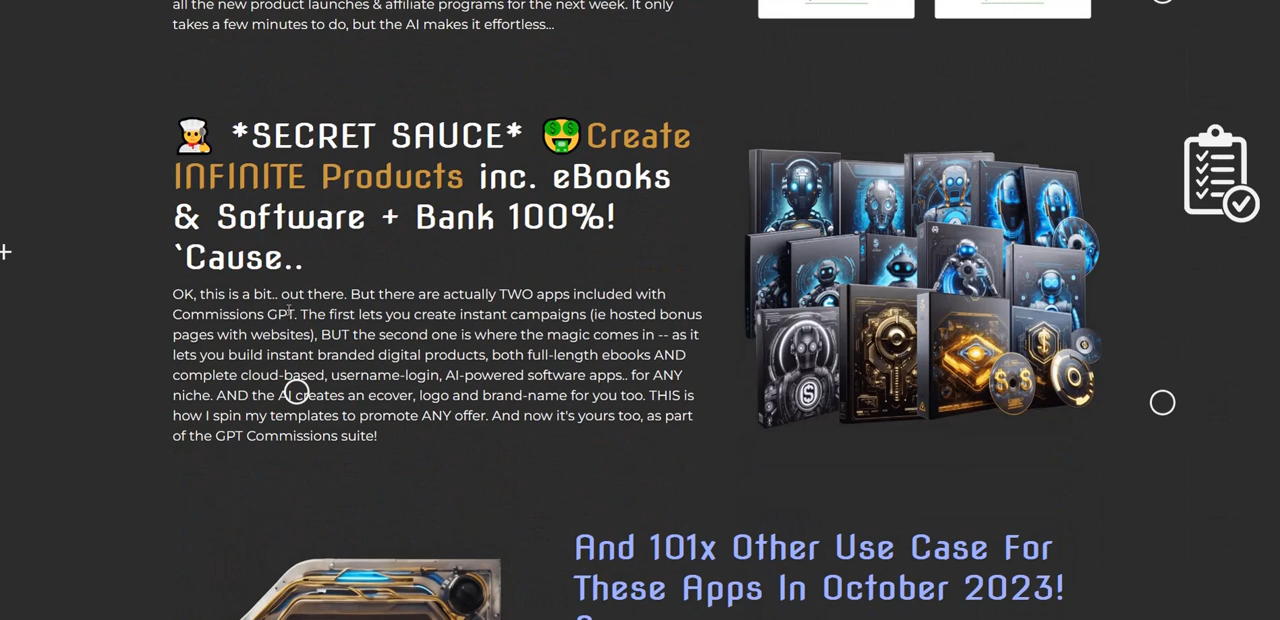 all the new product launches & affiliate programs for the next week. It only
takes a few minutes to do, but the AI makes it effortless...
*SECRET SAUCE* 🤑Create
INFINITE Products inc. eBooks
& Software + Bank 100%!
`Cause..
OK, this is a bit.. out there. But there are actually TWO apps included with
Commissions GPT. The first lets you create instant campaigns (ie hosted bonus
pages with websites), BUT the second one is where the magic comes in -- as it
lets you build instant branded digital products, both full-length ebooks AND
complete cloud-based, username-login, AI-powered software apps.. for ANY
niche. AND the AI creates an ecover, logo and brand-name for you too. THIS is
how I spin my templates to promote ANY offer. And now it's yours too, as part
of the GPT Commissions suite!
And 101x Other Use Case For
These Apps In October 2023!